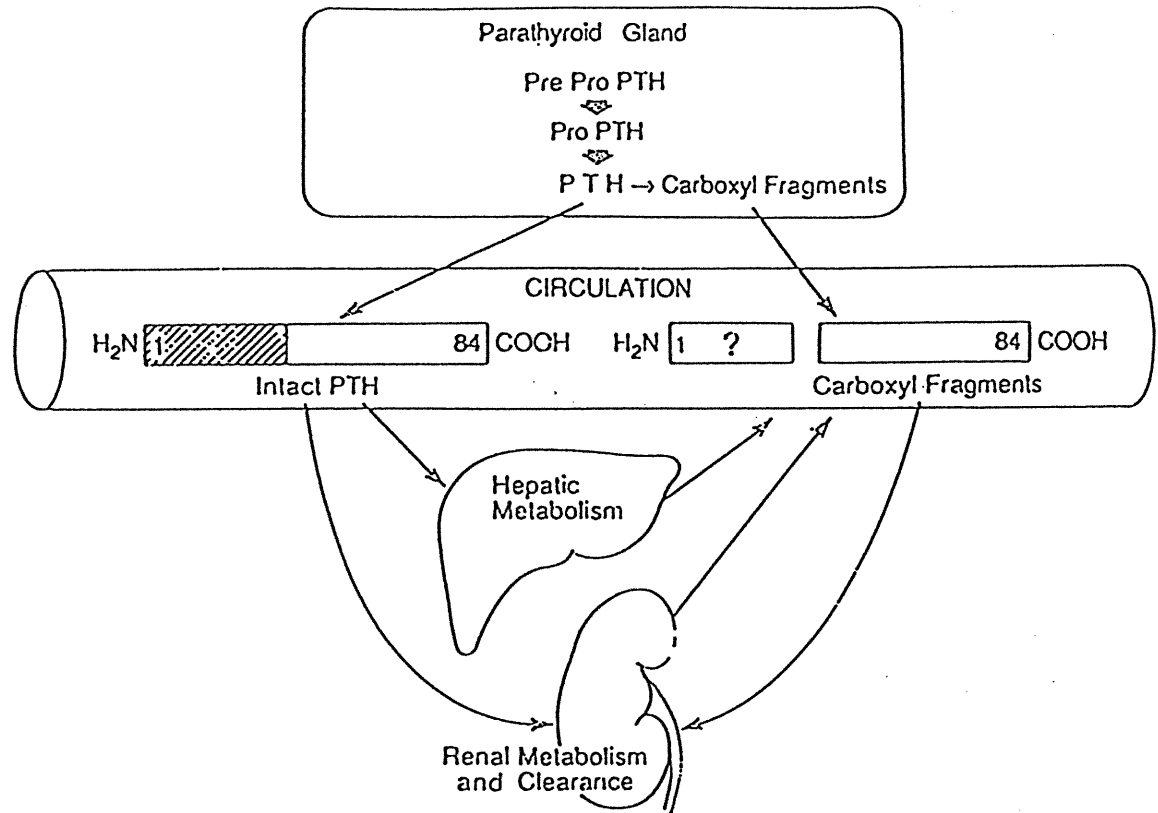 Parathyroid Gland
Pre Pro PTH
Pro PTH
P T H → Carboxyl Fragments
CIRCULATION
H₂N 1 84 COOH H₂N 1 ? 84 COOH
Intact PTH Carboxyl Fragments
Hepatic
Metabolism
Renal Metabolism
and Clearance